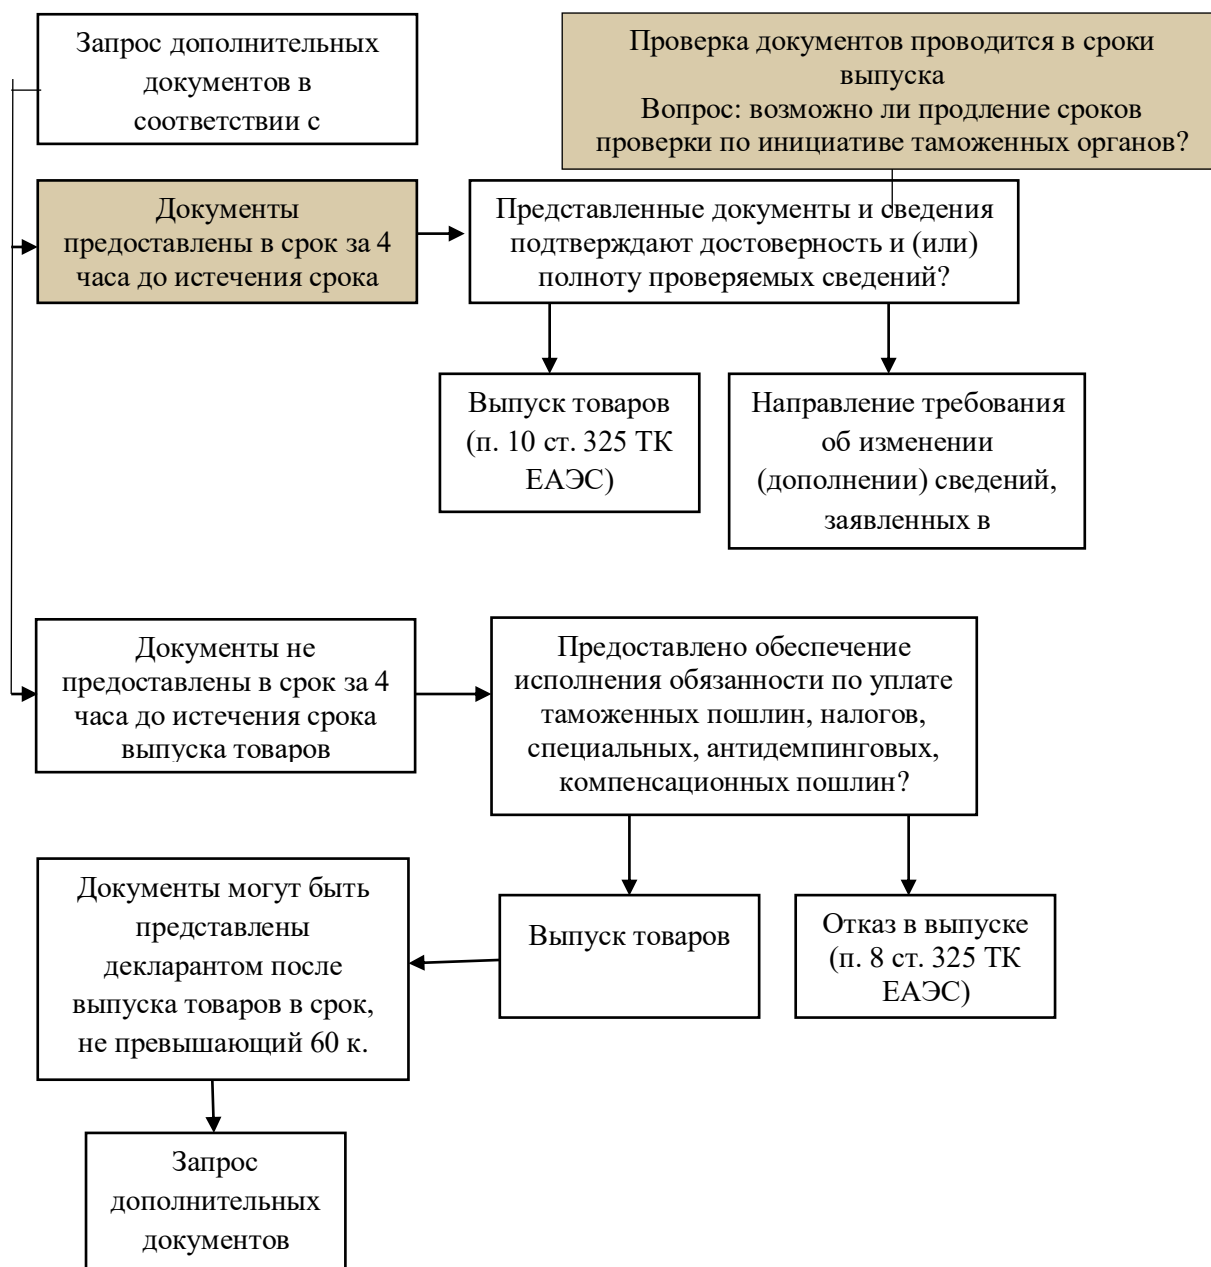 Запрос дополнительных
документов в
соответствии с
Проверка документов проводится в сроки
выпуска
Вопрос: возможно ли продление сроков
проверки по инициативе таможенных органов?
Документы
предоставлены в срок за 4
часа до истечения срока
Представленные документы и сведения
подтверждают достоверность и (или)
полноту проверяемых сведений?
Выпуск товаров
(п. 10 ст. 325 ТК
ЕАЭС)
Направление требования
об изменении
(дополнении) сведений,
заявленных в
Документы не
предоставлены в срок за 4
часа до истечения срока
выпуска товаров
Предоставлено обеспечение
исполнения обязанности по уплате
таможенных пошлин, налогов,
специальных, антидемпинговых,
компенсационных пошлин?
Документы могут быть
представлены
декларантом после
выпуска товаров в срок,
не превышающий 60 к.
Выпуск товаров
Отказ в выпуске
(п. 8 ст. 325 ТК
ЕАЭС)
Запрос
дополнительных
документов